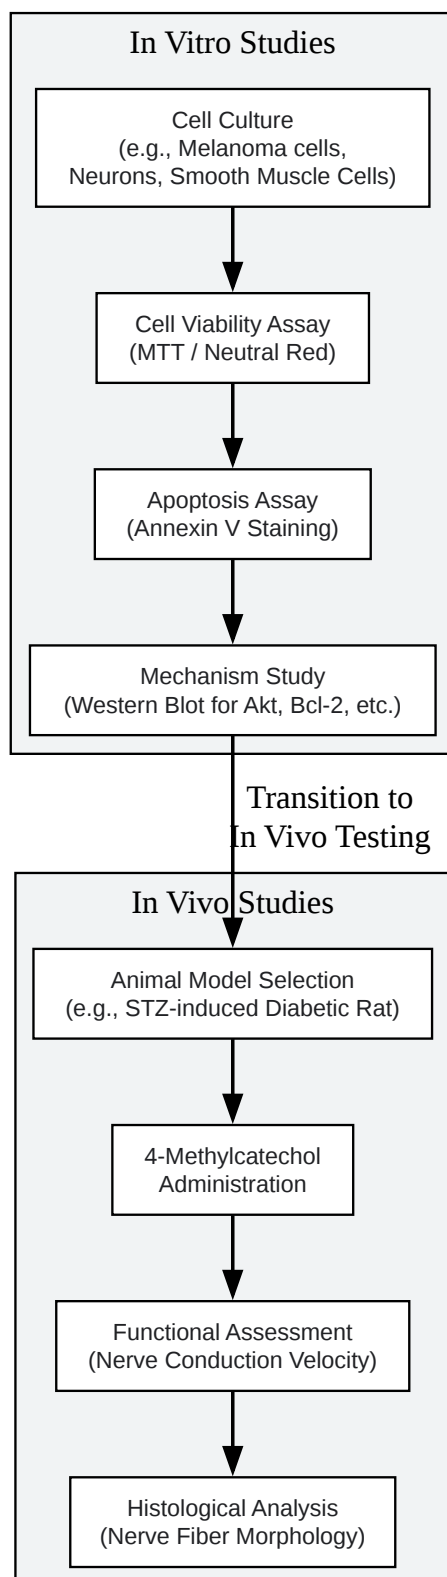 In Vitro Studies
Cell Culture
(e.g., Melanoma cells,
Neurons, Smooth Muscle Cells)
Cell Viability Assay
(MTT / Neutral Red)
Apoptosis Assay
(Annexin V Staining)
Mechanism Study
(Western Blot for Akt, Bcl-2, etc.)
Transition to
In Vivo Testing
In Vivo Studies
Animal Model Selection
(e.g., STZ-induced Diabetic Rat)
4-Methylcatechol
Administration
Functional Assessment
(Nerve Conduction Velocity)
Histological Analysis
(Nerve Fiber Morphology)